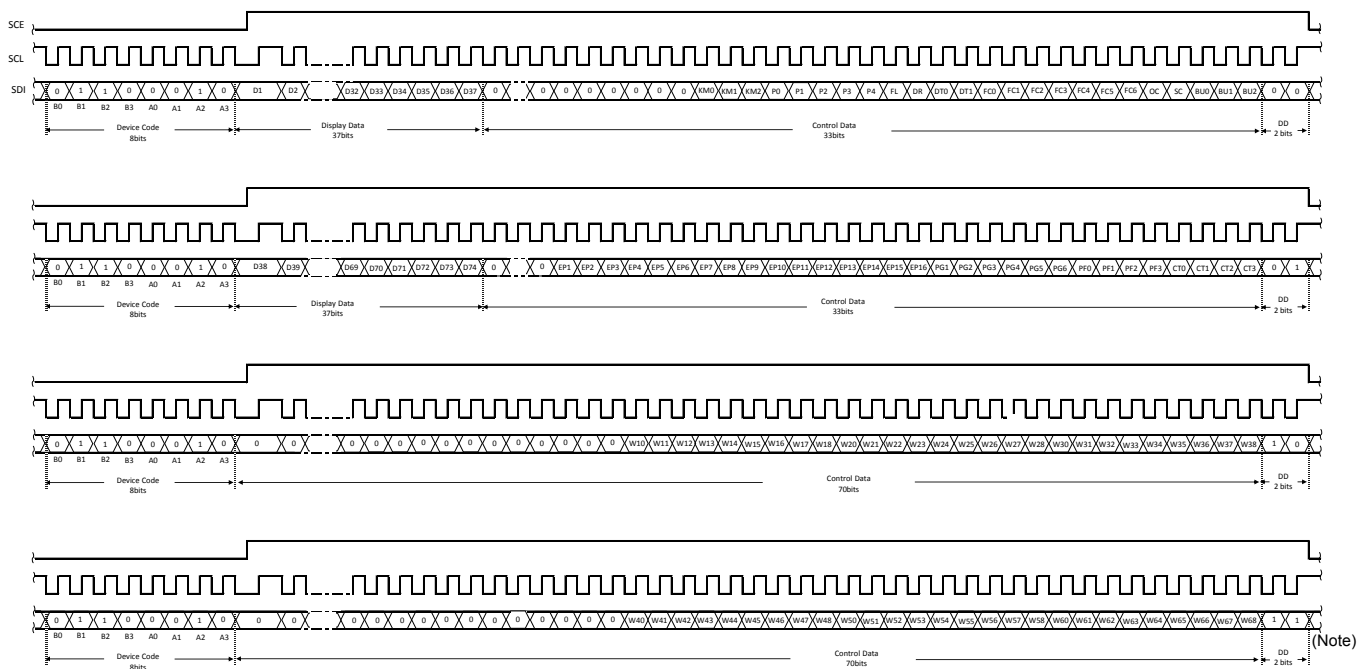 SCE
SCL
SDI 0 1 1 0 0 0 1 0 D1 D2 D32 D33 D34 D35 D36 D37 0 0 0 0 0 0 0 0 KM0 KM1 KM2 P0 P1 P2 P3 P4 FL DR DT0 DT1 FC0 FC1 FC2 FC3 FC4 FC5 FC6 OC SC BU0 BU1 BU2 0 0
B0 B1 B2 B3 A0 A1 A2 A3
Device Code
8bits
Display Data
37bits
Control Data
33bits
DD
2 bits
0 1 1 0 0 0 1 0 D38 D39 D69 D70 D71 D72 D73 D74 0 0 EP1 EP2 EP3 EP4 EP5 EP6 EP7 EP8 EP9 EP10 EP11 EP12 EP13 EP14 EP15 EP16 PG1 PG2 PG3 PG4 PG5 PG6 PF0 PF1 PF2 PF3 CT0 CT1 CT2 CT3 0 1
B0 B1 B2 B3 A0 A1 A2 A3
Device Code
8bits
Display Data
37bits
Control Data
33bits
DD
2 bits
0 1 1 0 0 0 1 0 0 0 0 0 0 0 0 0 0 0 0 0 0 0 W10 W11 W12 W13 W14 W15 W16 W17 W18 W20 W21 W22 W23 W24 W25 W26 W27 W28 W30 W31 W32 W33 W34 W35 W36 W37 W38 1 0
B0 B1 B2 B3 A0 A1 A2 A3
Device Code
8bits
Control Data
70bits
DD
2 bits
0 1 1 0 0 0 1 0 0 0 0 0 0 0 0 0 0 0 0 0 0 0 W40 W41 W42 W43 W44 W45 W46 W47 W48 W50 W51 W52 W53 W54 W55 W56 W57 W58 W60 W61 W62 W63 W64 W65 W66 W67 W68 1 1
(Note)
B0 B1 B2 B3 A0 A1 A2 A3
Device Code
8bits
Control Data
70bits
DD
2 bits